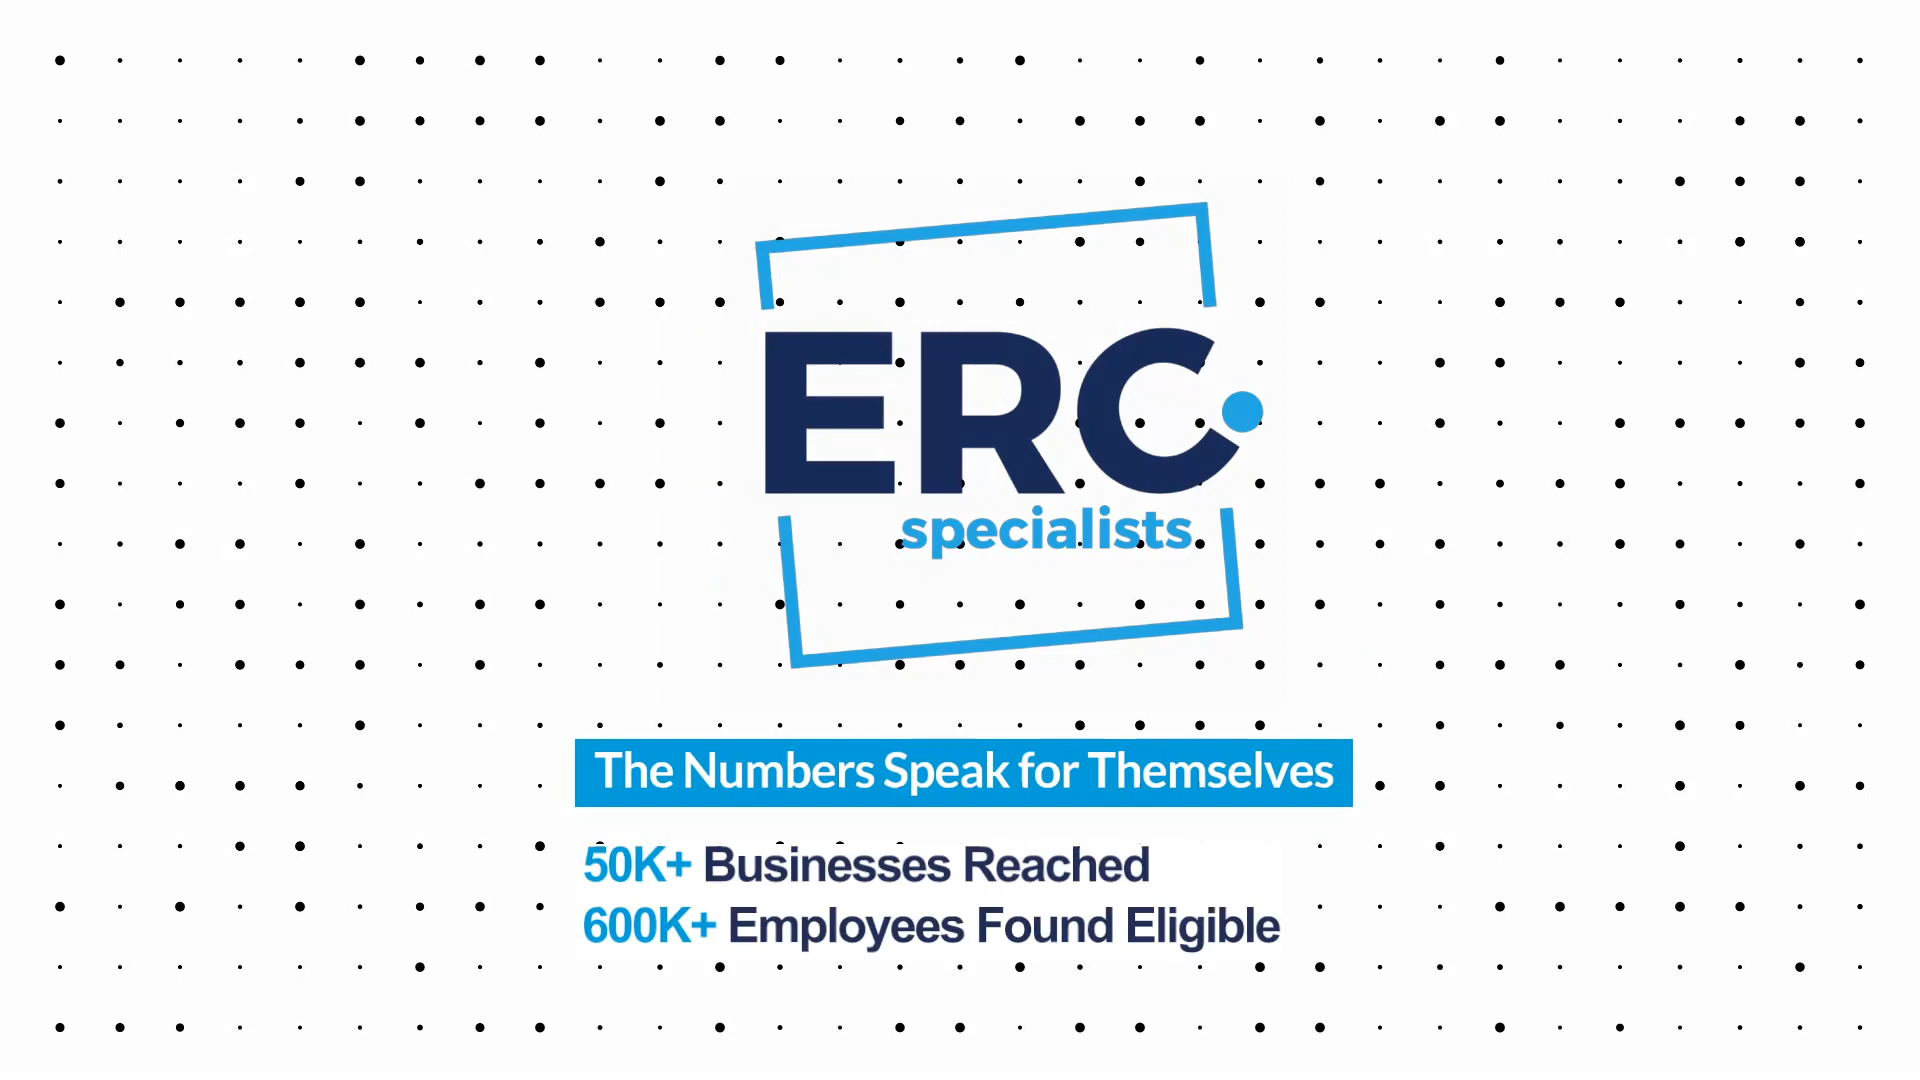 ERC
specialists
The Numbers Speak for Themselves
50K+ Businesses Reached
600K+ Employees Found Eligible